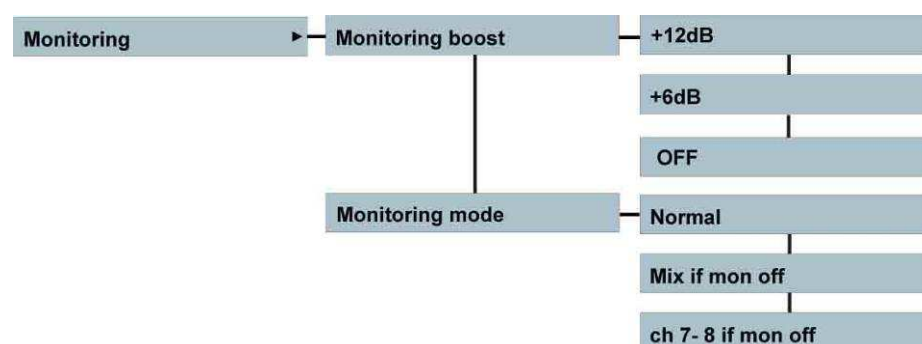 Monitoring
Monitoring boost
+12dB
+6dB
OFF
Monitoring mode
Normal
Mix if mon off
ch 7- 8 if mon off